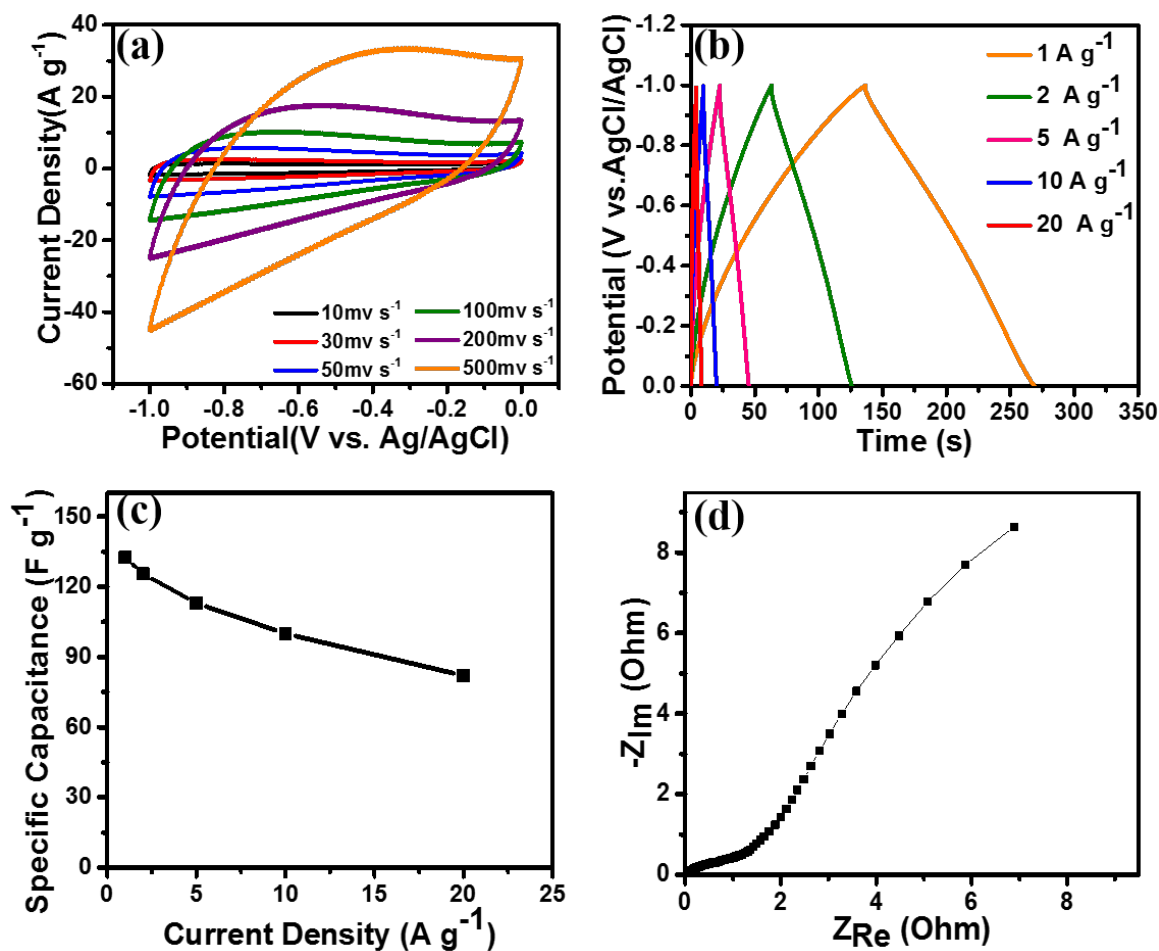 (a)
Current Density(A g-1)
40
20
0
-20
-40
-60
10mv s-1
100mv s-1
30mv s-1
200mv s-1
50mv s-1
500mv s-1
-1.0 -0.8 -0.6 -0.4 -0.2 0.0
Potential(V vs. Ag/AgCl)
(b)
Potential (V vs.AgCl/AgCl)
-1.2
-1.0
-0.8
-0.6
-0.4
-0.2
0.0
1 A g-1
2 A g-1
5 A g-1
10 A g-1
20 A g-1
0 50 100 150 200 250 300 350
Time (s)
(c)
Specific Capacitance (F g-1)
150
120
90
60
30
0
0 5 10 15 20 25
Current Density (A g-1)
(d)
-ZIm (Ohm)
8
6
4
2
0
0 2 4 6 8
ZRe (Ohm)